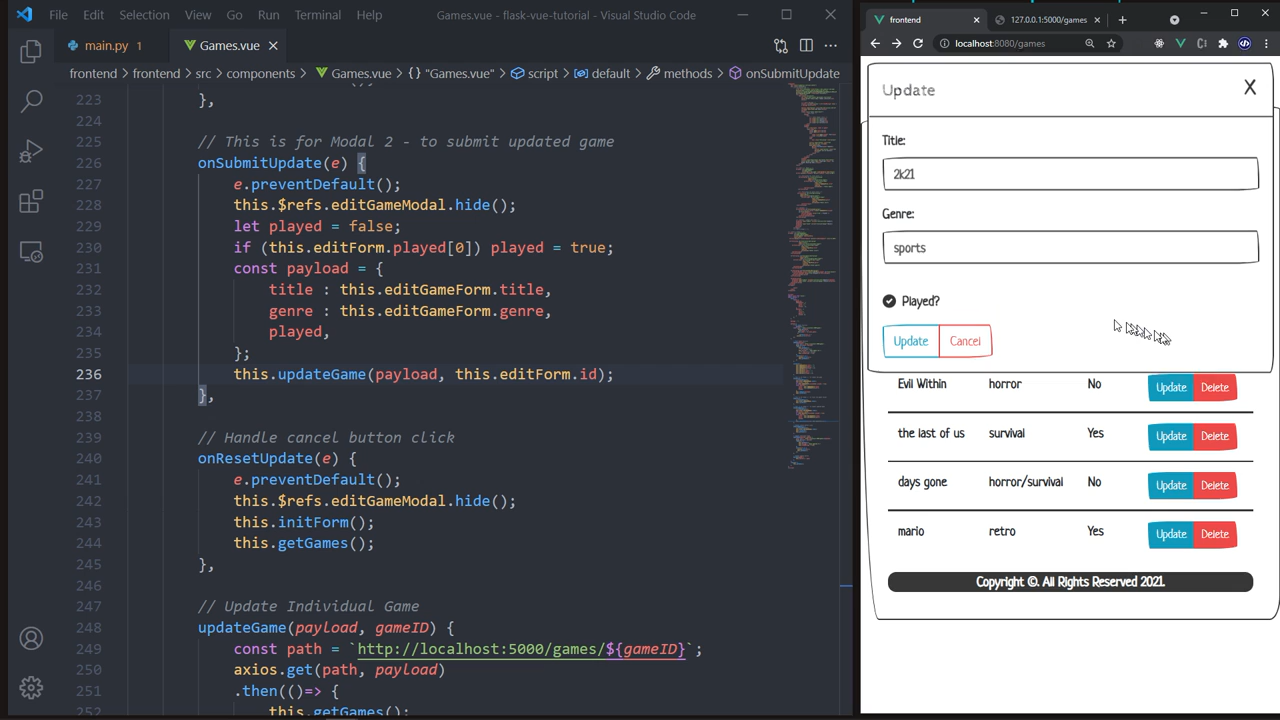 File Edit Selection View Go Run Terminal Help
Games.vue - flask-vue-tutorial - Visual Studio Code
main.py 1
Games.vue
frontend > frontend > src > components > Games.vue > {} "Games.vue" > script > default > methods > onSubmitUpdate
223 },
224
225 // This is for Modal 2 - to submit updated game
226 onSubmitUpdate(e) {
227 e.preventDefault();
228 this.$refs.editGameModal.hide();
229 let played = false;
230 if (this.editForm.played[0]) played = true;
231 const payload = {
232 title : this.editGameForm.title,
233 genre : this.editGameForm.genre,
234 played,
235 };
236 this.updateGame(payload, this.editForm.id);
237 },
238
239 // Handle cancel button click
240 onResetUpdate(e) {
241 e.preventDefault();
242 this.$refs.editGameModal.hide();
243 this.initForm();
244 this.getGames();
245 },
246
247 // Update Individual Game
248 updateGame(payload, gameID) {
249 const path = `http://localhost:5000/games/${gameID}`;
250 axios.get(path, payload)
251 .then(()=> {
252 this.getGames();
frontend
127.0.0.1:5000/games
localhost:8080/games
Update X
Title:
2k21
Genre:
sports
Played?
Update Cancel
Evil Within horror No Update Delete
the last of us survival Yes Update Delete
days gone horror/survival No Update Delete
mario retro Yes Update Delete
Copyright ©. All Rights Reserved 2021.